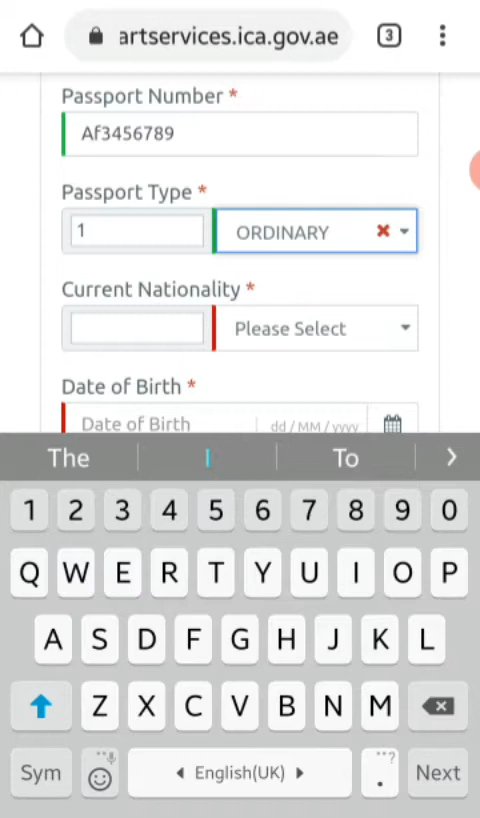 3
artservices.ica.gov.ae
Passport Number *
Af3456789
Passport Type *
1
ORDINARY
Current Nationality *
Please Select
Date of Birth *
Date of Birth
dd / MM / yyyy
The
I
To
1 2 3 4 5 6 7 8 9 0
Q W E R T Y U I O P
A S D F G H J K L
Z X C V B N M
Sym
English(UK)
.
Next